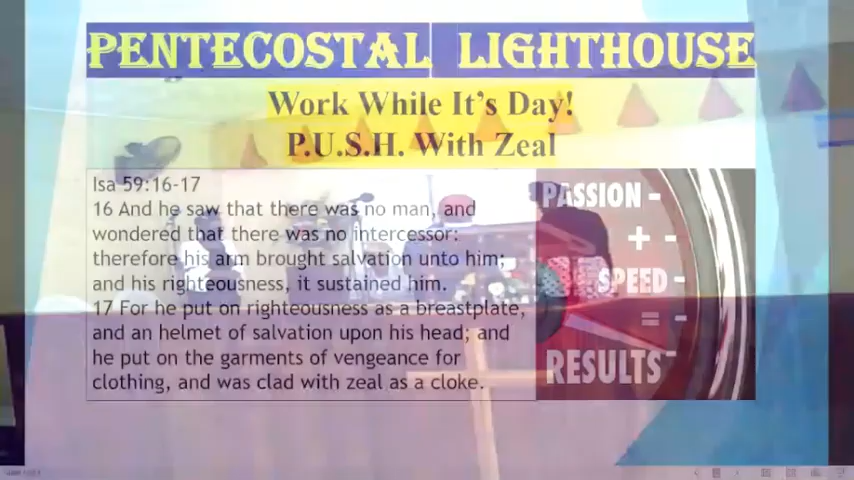 PENTECOSTAL LIGHTHOUSE
Work While It's Day!
P.U.S.H. With Zeal
Isa 59:16-17
16 And he saw that there was no man, and
wondered that there was no intercessor:
therefore his arm brought salvation unto him;
and his righteousness, it sustained him.
17 For he put on righteousness as a breastplate,
and an helmet of salvation upon his head; and
he put on the garments of vengeance for
clothing, and was clad with zeal as a cloke.
PASSION -
+ -
SPEED -
= -
RESULTS -